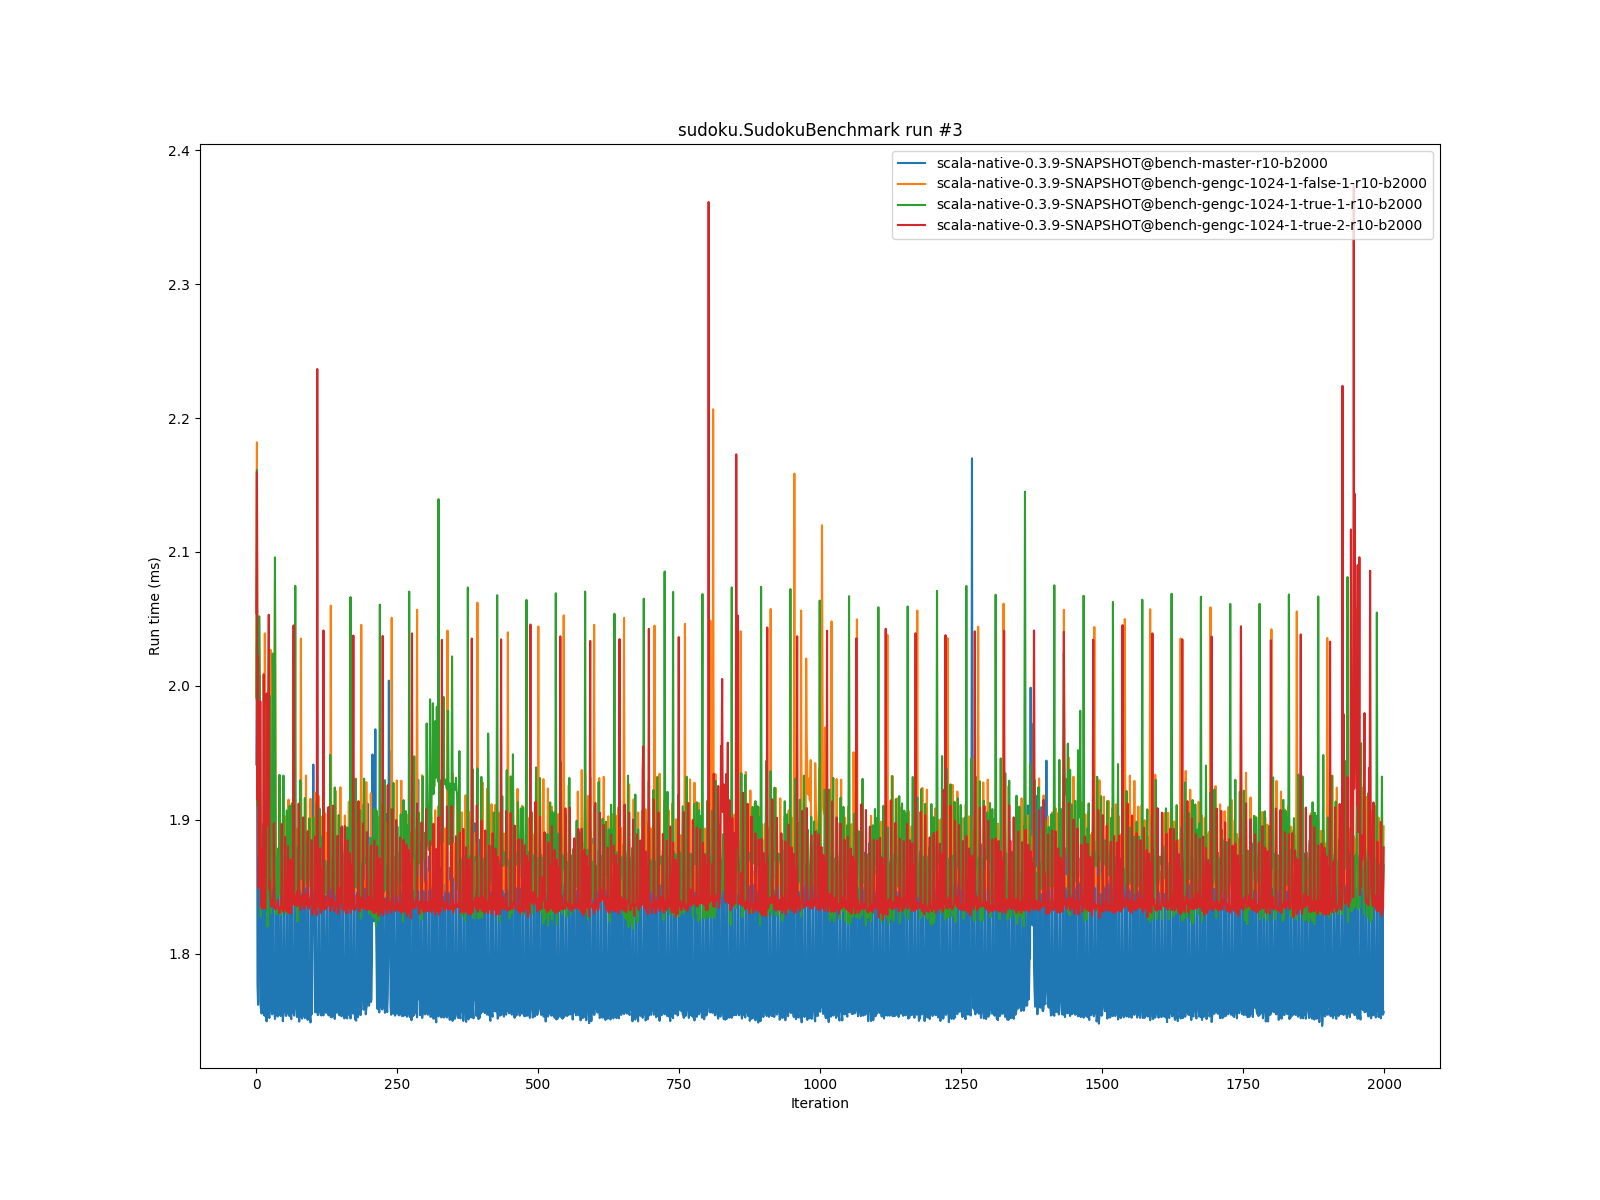 sudoku.SudokuBenchmark run #3
2.4
2.3
2.2
2.1
2.0
1.9
1.8
Run time (ms)
scala-native-0.3.9-SNAPSHOT@bench-master-r10-b2000
scala-native-0.3.9-SNAPSHOT@bench-gengc-1024-1-false-1-r10-b2000
scala-native-0.3.9-SNAPSHOT@bench-gengc-1024-1-true-1-r10-b2000
scala-native-0.3.9-SNAPSHOT@bench-gengc-1024-1-true-2-r10-b2000
0 250 500 750 1000 1250 1500 1750 2000
Iteration